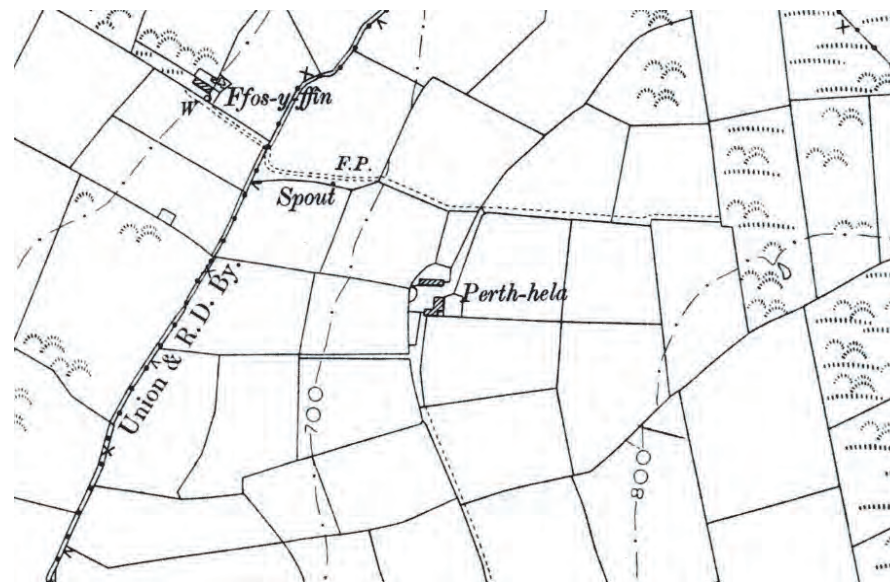 Ffos-y-ffin
W
F.P.
Spout
Perth-hela
Union & R. D. By.
700
800